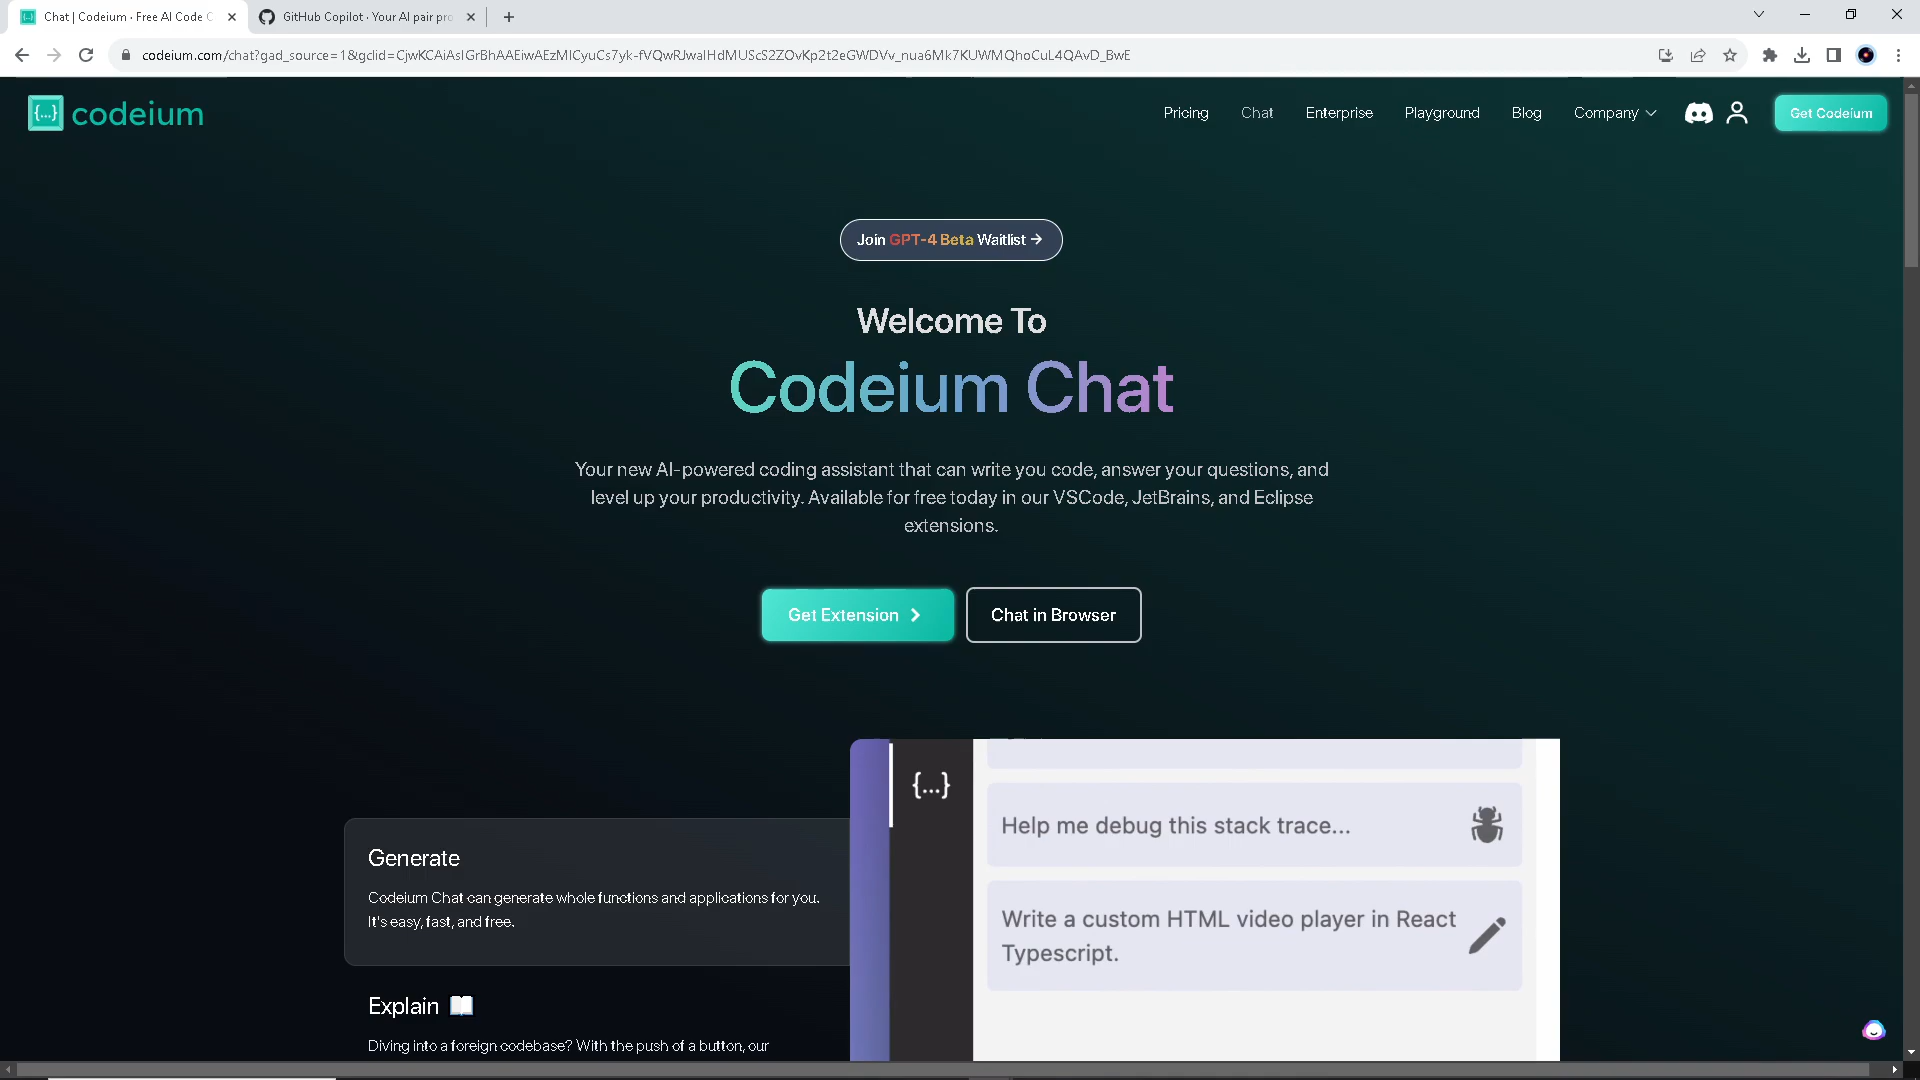 Chat | Codeium · Free AI Code C
GitHub Copilot · Your AI pair pro
codeium.com/chat?gad_source=1&gclid=CjwKCAiAsIGrBhAAEiwAEzMlCyuCs7yk-fVQwRJwaIHdMUScS2ZOvKp2t2eGWDVv_nua6Mk7KUWMQhoCuL4QAvD_BwE
{...} codeium
Pricing Chat Enterprise Playground Blog Company Get Codeium
Join GPT-4 Beta Waitlist →
Welcome To
Codeium Chat
Your new AI-powered coding assistant that can write you code, answer your questions, and
level up your productivity. Available for free today in our VSCode, JetBrains, and Eclipse
extensions.
Get Extension Chat in Browser
{...}
Help me debug this stack trace...
Write a custom HTML video player in React
Typescript.
Generate
Codeium Chat can generate whole functions and applications for you.
It's easy, fast, and free.
Explain 📖
Diving into a foreign codebase? With the push of a button, our